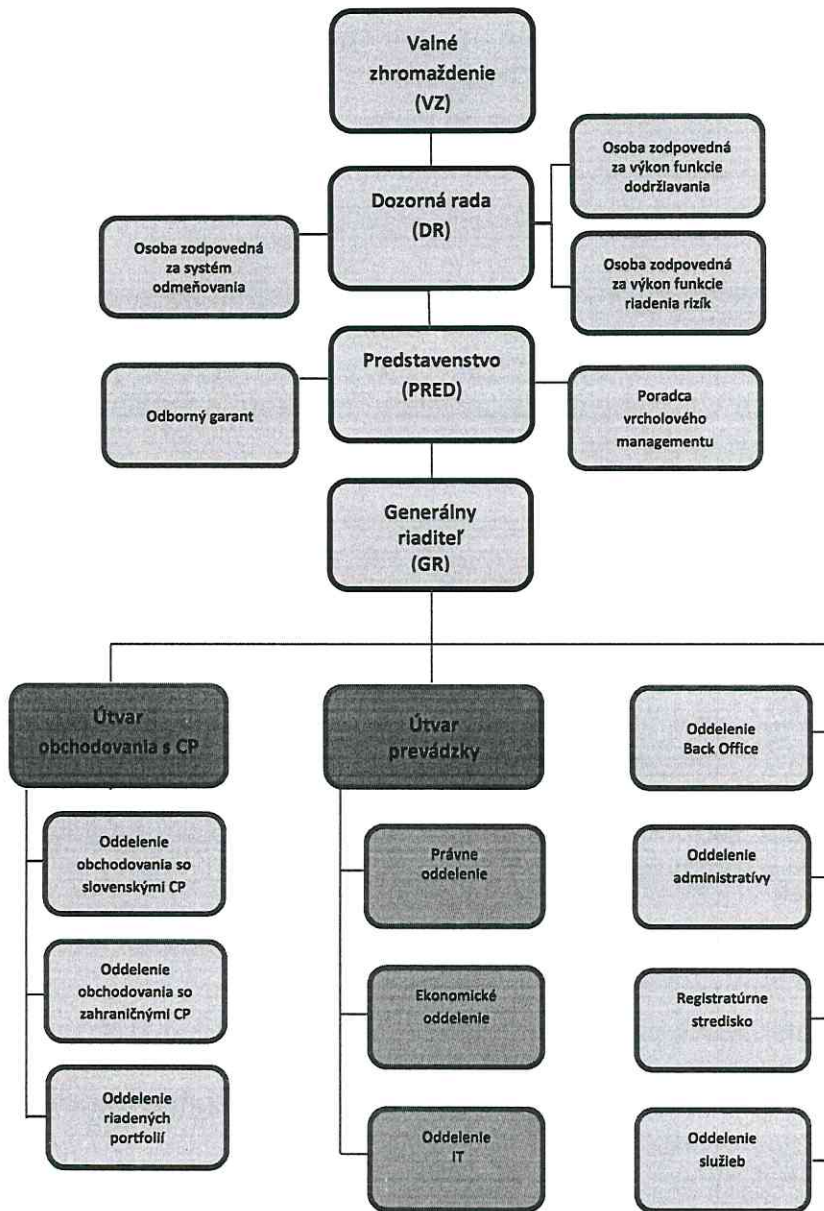 Valné
zhromaždenie
(VZ)
Osoba zodpovedná
za výkon funkcie
dodržiavania
Dozorná rada
(DR)
Osoba zodpovedná
za systém
odmeňovania
Osoba zodpovedná
za výkon funkcie
riadenia rizík
Predstavenstvo
(PRED)
Odborný garant
Poradca
vrcholového
managementu
Generálny
riaditeľ
(GR)
Útvar
obchodovania s CP
Útvar
prevádzky
Oddelenie
Back Office
Oddelenie
obchodovania so
slovenskými CP
Právne
oddelenie
Oddelenie
administratívy
Oddelenie
obchodovania so
zahraničnými CP
Ekonomické
oddelenie
Registratúrne
stredisko
Oddelenie
riadených
portfolií
Oddelenie
IT
Oddelenie
služieb